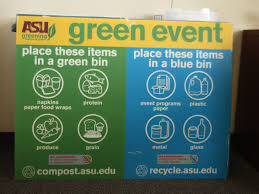 ASU
greening
green event
place these items
in a green bin
napkins
paper food wraps
protein
produce
grain
compost.asu.edu
place these items
in a blue bin
event programs
paper
plastic
metal
glass
recycle.asu.edu